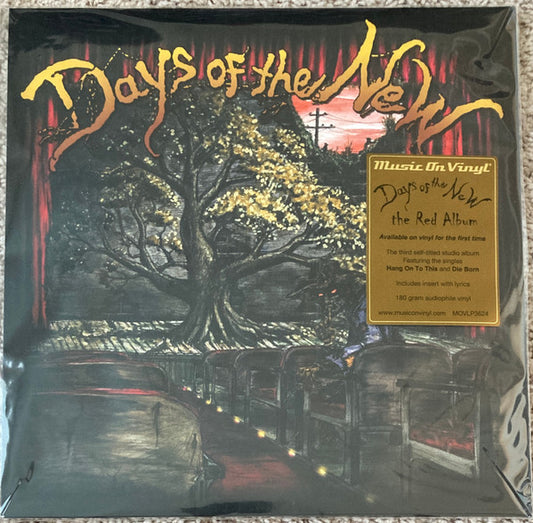 Days of the New
Music On Vinyl
Days of the New
the Red Album
Available on vinyl for the first time
The third self-titled studio album
Featuring the singles
Hang On To This and Die Born
Includes insert with lyrics
180 gram audiophile vinyl
www.musiconvinyl.com MOVLP3624